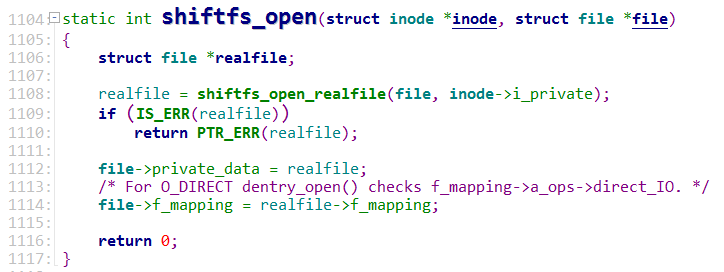 1104: static int shiftfs_open(struct inode *inode, struct file *file)
1105: {
1106:     struct file *realfile;
1107:
1108:     realfile = shiftfs_open_realfile(file, inode->i_private);
1109:     if (IS_ERR(realfile))
1110:         return PTR_ERR(realfile);
1111:
1112:     file->private_data = realfile;
1113:     /* For O_DIRECT dentry_open() checks f_mapping->a_ops->direct_IO. */
1114:     file->f_mapping = realfile->f_mapping;
1115:
1116:     return 0;
1117: }